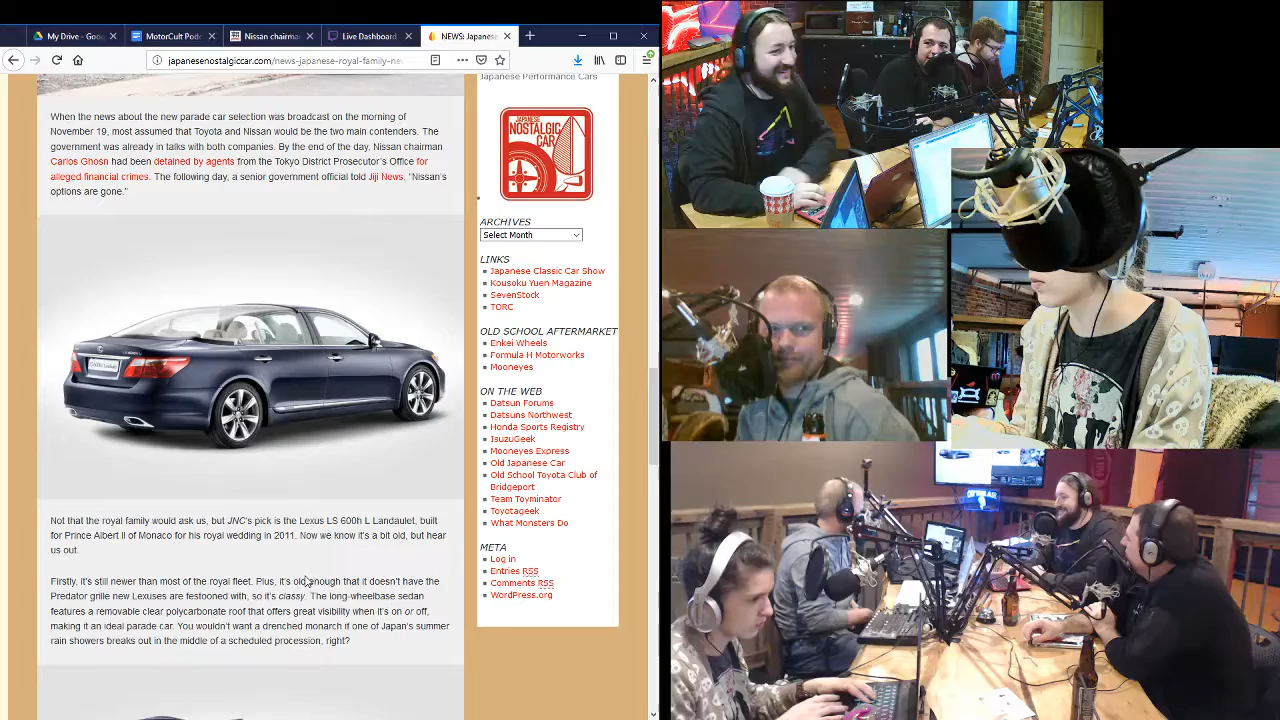 My Drive - Goog
MotorCult Pod
Nissan chairma
Live Dashboard
NEWS: Japanese
japanesenostalgiccar.com/news-japanese-royal-family-ne
Japanese Performance Cars
When the news about the new parade car selection was broadcast on the morning of
November 19, most assumed that Toyota and Nissan would be the two main contenders. The
government was already in talks with both companies. By the end of the day, Nissan chairman
Carlos Ghosn had been detained by agents from the Tokyo District Prosecutor's Office for
alleged financial crimes. The following day, a senior government official told Jiji News, "Nissan's
options are gone."
JAPANESE
NOSTALGIC
CAR
ARCHIVES
Select Month
LINKS
Japanese Classic Car Show
Kousoku Yuen Magazine
SevenStock
TORC
OLD SCHOOL AFTERMARKET
Enkei Wheels
Formula H Motorworks
Mooneyes
ON THE WEB
Datsun Forums
Datsuns Northwest
Honda Sports Registry
IsuzuGeek
Mooneyes Express
Old Japanese Car
Old School Toyota Club of
Bridgeport
Team Toyminator
Toyotageek
What Monsters Do
META
Log in
Entries RSS
Comments RSS
WordPress.org
Not that the royal family would ask us, but JNC's pick is the Lexus LS 600h L Landaulet, built
for Prince Albert II of Monaco for his royal wedding in 2011. Now we know it's a bit old, but hear
us out.
Firstly, it's still newer than most of the royal fleet. Plus, it's old enough that it doesn't have the
Predator grille new Lexuses are festooned with, so it's classy. The long-wheelbase sedan
features a removable clear polycarbonate roof that offers great visibility when it's on or off,
making it an ideal parade car. You wouldn't want a drenched monarch if one of Japan's summer
rain showers breaks out in the middle of a scheduled procession, right?